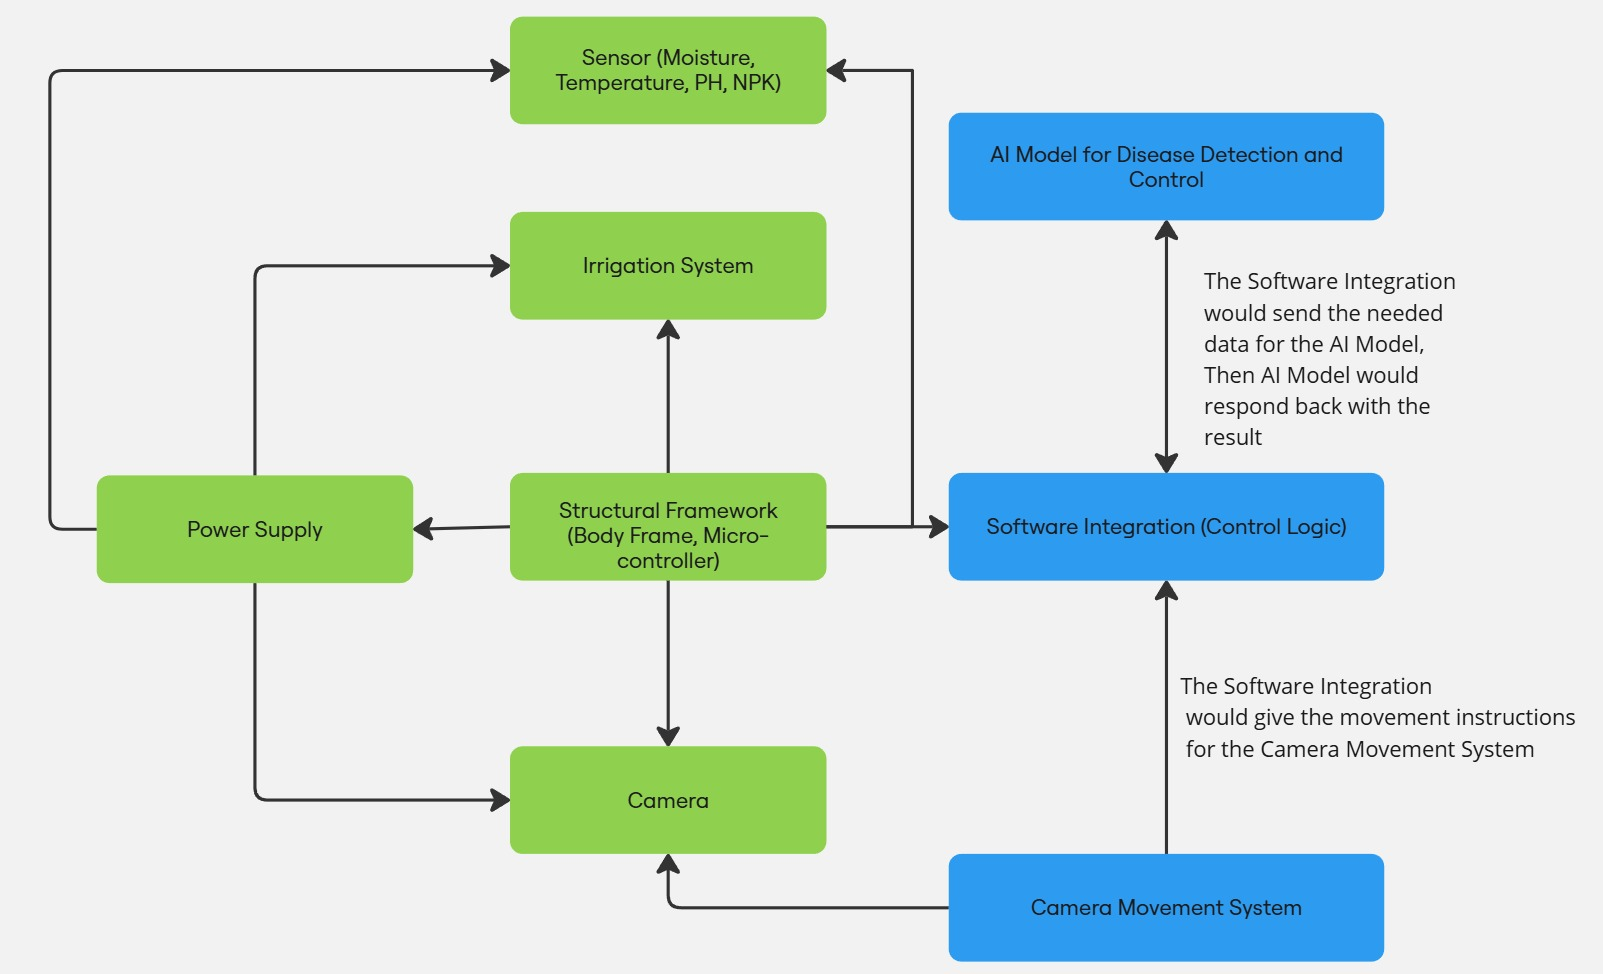 Sensor (Moisture,
Temperature, PH, NPK)
AI Model for Disease Detection and
Control
Irrigation System
The Software Integration
would send the needed
data for the AI Model,
Then AI Model would
respond back with the
result
Power Supply
Structural Framework
(Body Frame, Micro-
controller)
Software Integration (Control Logic)
The Software Integration
would give the movement instructions
for the Camera Movement System
Camera
Camera Movement System